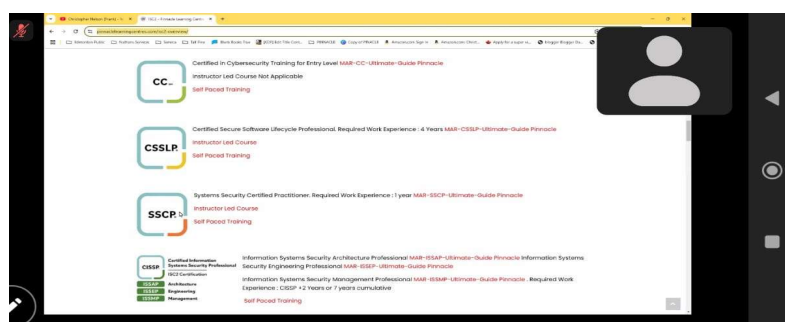 ISC2 - Pinnacle Learning Centr...
pinnaclelearningcentre.com/isc2-overview/
CC
Certified in Cybersecurity Training for Entry Level MAR-CC-Ultimate-Guide Pinnacle
Instructor Led Course Not Applicable
Self Paced Training
CSSLP
Certified Secure Software Lifecycle Professional. Required Work Experience : 4 Years MAR-CSSLP-Ultimate-Guide Pinnacle
Instructor Led Course
Self Paced Training
SSCP
Systems Security Certified Practitioner. Required Work Experience : 1 year MAR-SSCP-Ultimate-Guide Pinnacle
Instructor Led Course
Self Paced Training
CISSP
Certified Information
Systems Security Professional
ISC2 Certification
ISSAP Architecture
ISSEP Engineering
ISSMP Management
Information Systems Security Architecture Professional MAR-ISSAP-Ultimate-Guide Pinnacle Information Systems
Security Engineering Professional MAR-ISSEP-Ultimate-Guide Pinnacle
Information Systems Security Management Professional MAR-ISSMP-Ultimate-Guide Pinnacle . Required Work
Experience : CISSP +2 Years or 7 years cumulative
Self Paced Training